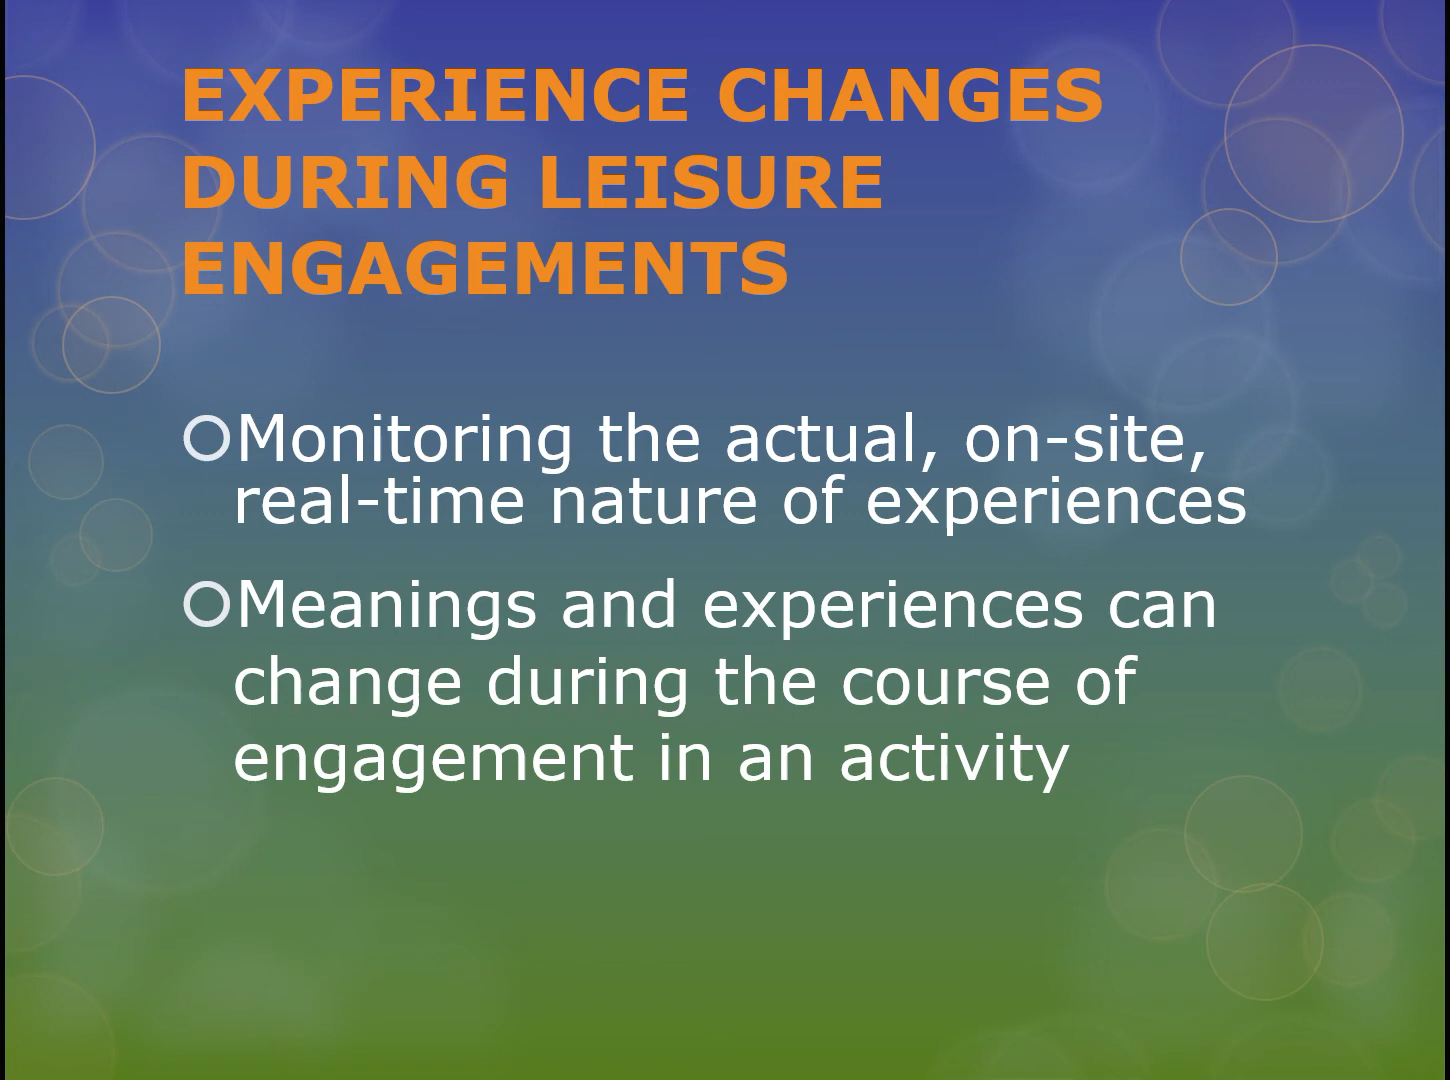 EXPERIENCE CHANGES
DURING LEISURE
ENGAGEMENTS
Monitoring the actual, on-site,
real-time nature of experiences
Meanings and experiences can
change during the course of
engagement in an activity